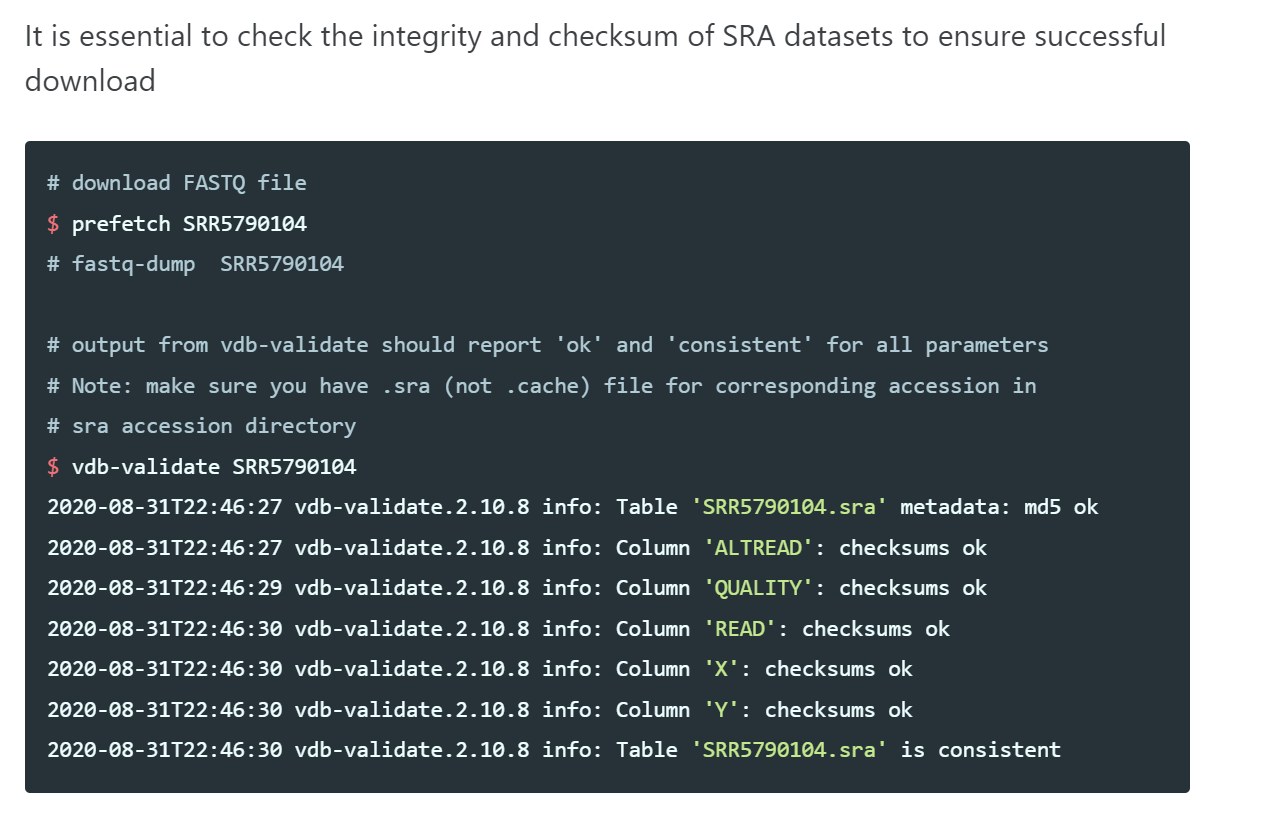 It is essential to check the integrity and checksum of SRA datasets to ensure successful
download
# download FASTQ file
$ prefetch SRR5790104
# fastq-dump  SRR5790104
# output from vdb-validate should report 'ok' and 'consistent' for all parameters
# Note: make sure you have .sra (not .cache) file for corresponding accession in
# sra accession directory
$ vdb-validate SRR5790104
2020-08-31T22:46:27 vdb-validate.2.10.8 info: Table 'SRR5790104.sra' metadata: md5 ok
2020-08-31T22:46:27 vdb-validate.2.10.8 info: Column 'ALTREAD': checksums ok
2020-08-31T22:46:29 vdb-validate.2.10.8 info: Column 'QUALITY': checksums ok
2020-08-31T22:46:30 vdb-validate.2.10.8 info: Column 'READ': checksums ok
2020-08-31T22:46:30 vdb-validate.2.10.8 info: Column 'X': checksums ok
2020-08-31T22:46:30 vdb-validate.2.10.8 info: Column 'Y': checksums ok
2020-08-31T22:46:30 vdb-validate.2.10.8 info: Table 'SRR5790104.sra' is consistent